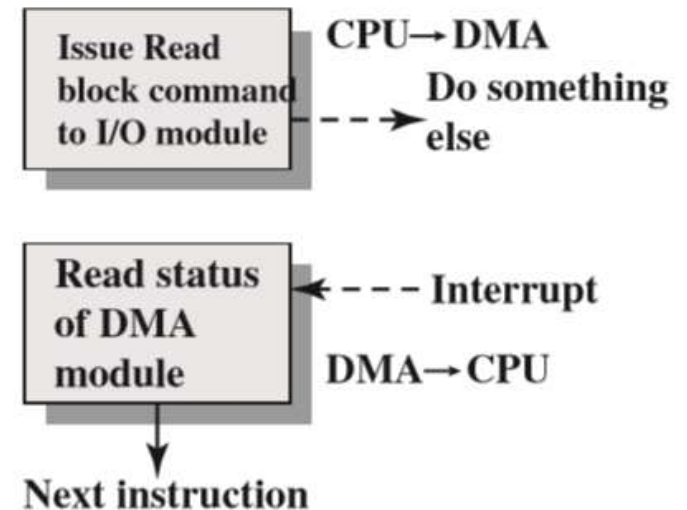 Issue Read
block command
to I/O module
CPU→DMA
Do something
else
Read status
of DMA
module
Interrupt
DMA→CPU
Next instruction